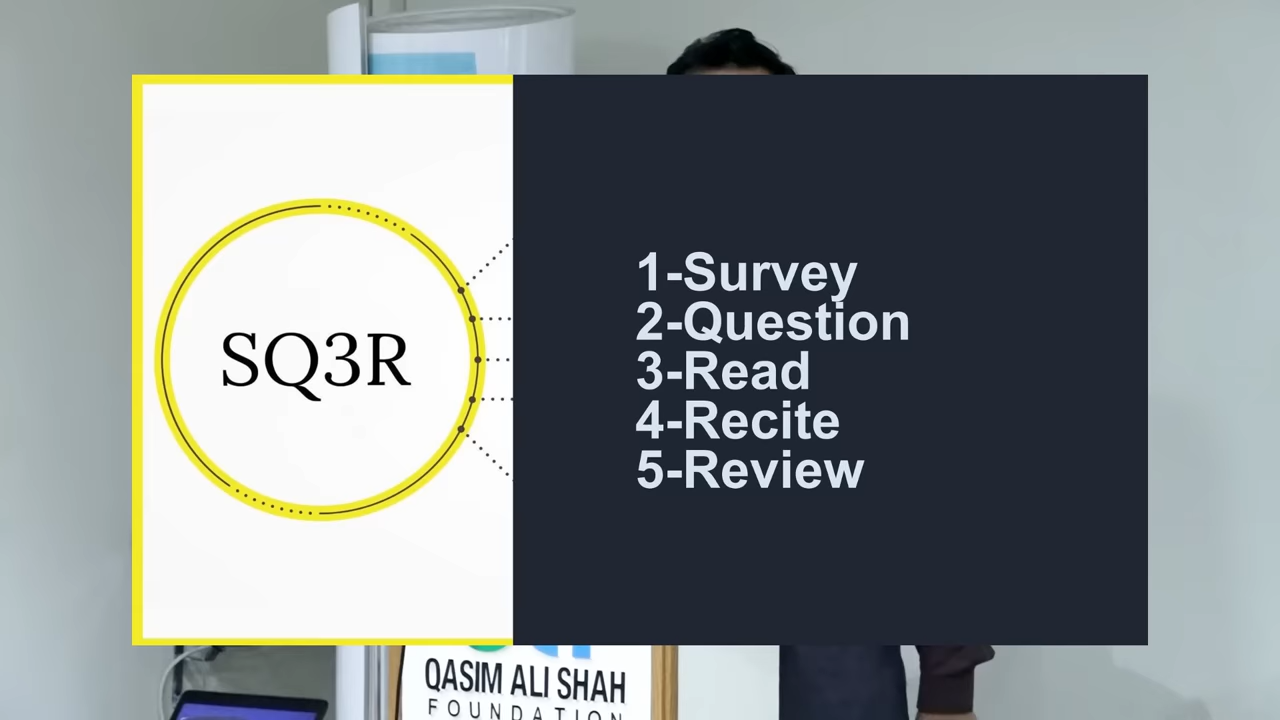 SQ3R
1-Survey
2-Question
3-Read
4-Recite
5-Review
QASIM ALI SHAH
FOUNDATION